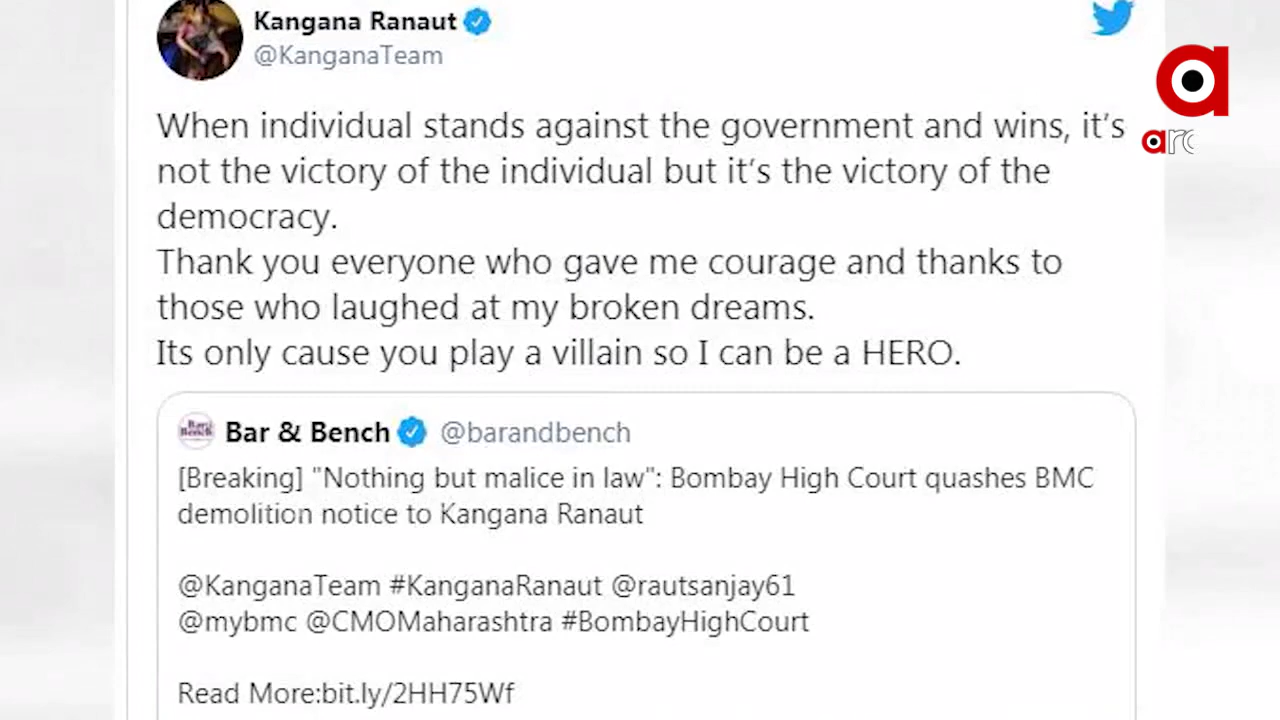 Kangana Ranaut
@KanganaTeam
When individual stands against the government and wins, it's
not the victory of the individual but it's the victory of the
democracy.
Thank you everyone who gave me courage and thanks to
those who laughed at my broken dreams.
Its only cause you play a villain so I can be a HERO.
Bar & Bench @barandbench
[Breaking] "Nothing but malice in law": Bombay High Court quashes BMC
demolition notice to Kangana Ranaut
@KanganaTeam #KanganaRanaut @rautsanjay61
@mybmc @CMOMaharashtra #BombayHighCourt
Read More:bit.ly/2HH75Wf